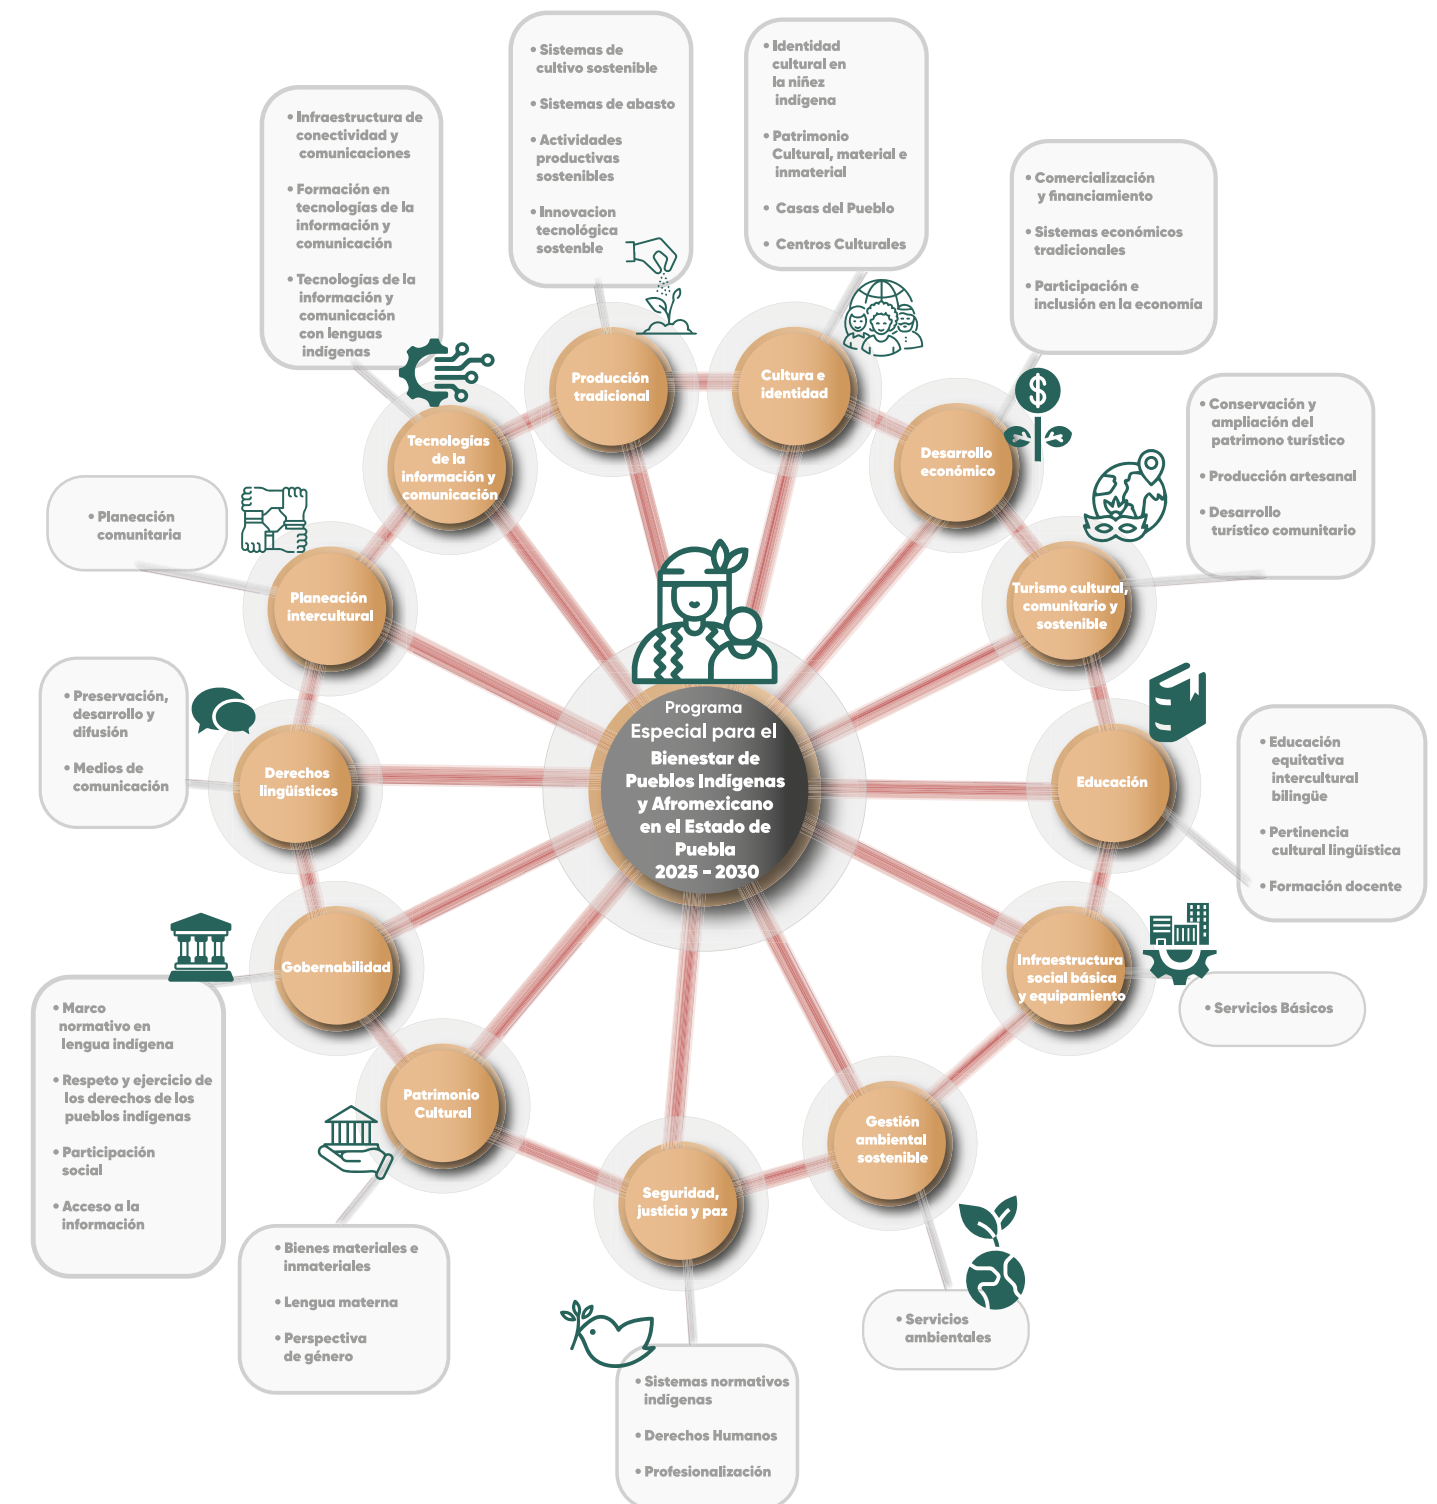 Programa
Especial para el
Bienestar de
Pueblos Indígenas
y Afromexicano
en el Estado de
Puebla
2025 - 2030
Producción
tradicional
• Sistemas de
cultivo sostenible
• Sistemas de abasto
• Actividades
productivas
sostenibles
• Innovacion
tecnológica
sostenble
Cultura e
identidad
• Identidad
cultural en
la niñez
indígena
• Patrimonio
Cultural, material e
inmaterial
• Casas del Pueblo
• Centros Culturales
Desarrollo
económico
• Comercialización
y financiamiento
• Sistemas económicos
tradicionales
• Participación e
inclusión en la economía
Turismo cultural,
comunitario y
sostenible
• Conservación y
ampliación del
patrimono turístico
• Producción artesanal
• Desarrollo
turístico comunitario
Educación
• Educación
equitativa
intercultural
bilingüe
• Pertinencia
cultural lingüística
• Formación docente
Infraestructura
social básica
y equipamiento
• Servicios Básicos
Gestión
ambiental
sostenible
• Servicios
ambientales
Seguridad,
justicia y paz
• Sistemas normativos
indígenas
• Derechos Humanos
• Profesionalización
Patrimonio
Cultural
• Bienes materiales e
inmateriales
• Lengua materna
• Perspectiva
de género
Gobernabilidad
• Marco
normativo en
lengua indígena
• Respeto y ejercicio de
los derechos de los
pueblos indígenas
• Participación
social
• Acceso a la
información
Derechos
lingüísticos
• Preservación,
desarrollo y
difusión
• Medios de
comunicación
Planeación
intercultural
• Planeación
comunitaria
Tecnologías
de la
información y
comunicación
• Infraestructura de
conectividad y
comunicaciones
• Formación en
tecnologías de la
información y
comunicación
• Tecnologías de la
información y
comunicación
con lenguas
indígenas